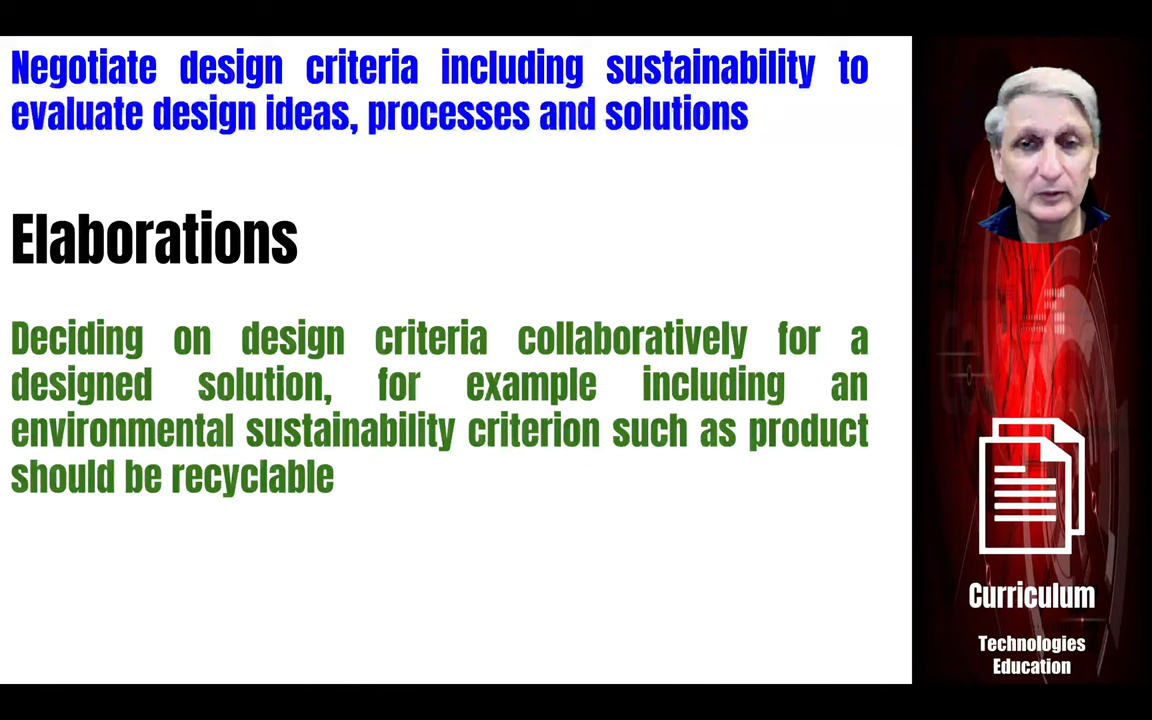 Negotiate design criteria including sustainability to
evaluate design ideas, processes and solutions
Elaborations
Deciding on design criteria collaboratively for a
designed solution, for example including an
environmental sustainability criterion such as product
should be recyclable
Curriculum
Technologies
Education